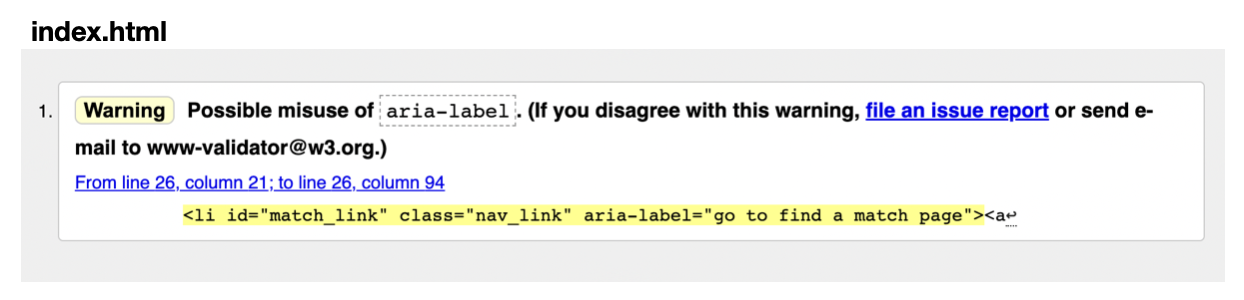 index.html
1. Warning Possible misuse of aria-label. (If you disagree with this warning, file an issue report or send e-
mail to www-validator@w3.org.)
From line 26, column 21; to line 26, column 94
<li id="match_link" class="nav_link" aria-label="go to find a match page"><a↩